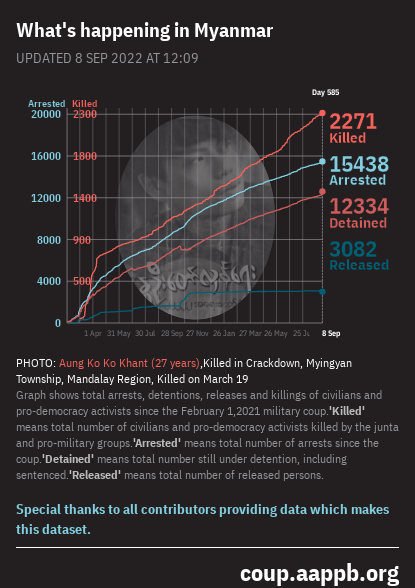 What's happening in Myanmar
UPDATED 8 SEP 2022 AT 12:09
Day 585
Arrested Killed
20000 2300
16000 1800
12000 1400
8000 900
4000 500
0
2271
Killed
15438
Arrested
12334
Detained
3082
Released
1 Apr 31 May 30 Jul 28 Sep 27 Nov 26 Jan 27 Mar 26 May 25 Ju 8 Sep
PHOTO: Aung Ko Ko Khant (27 years),Killed in Crackdown, Myingyan
Township, Mandalay Region, Killed on March 19
Graph shows total arrests, detentions, releases and killings of civilians and
pro-democracy activists since the February 1,2021 military coup.'Killed'
means total number of civilians and pro-democracy activists killed by the junta
and pro-military groups.'Arrested' means total number of arrests since the
coup.'Detained' means total number still under detention, including
sentenced.'Released' means total number of released persons.
Special thanks to all contributors providing data which makes
this dataset.
coup.aappb.org